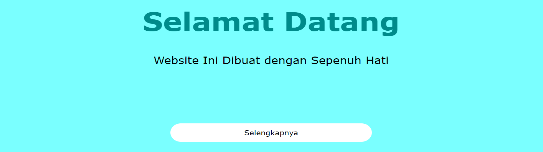 Selamat Datang
Website Ini Dibuat dengan Sepenuh Hati
Selengkapnya